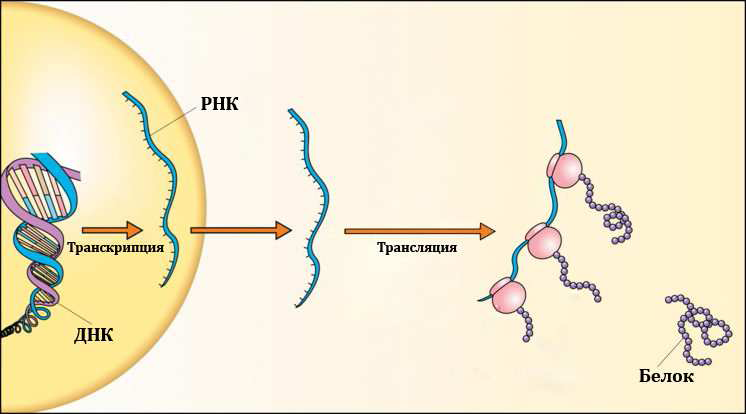 РНК
Транскрипция
Трансляция
ДНК
Белок